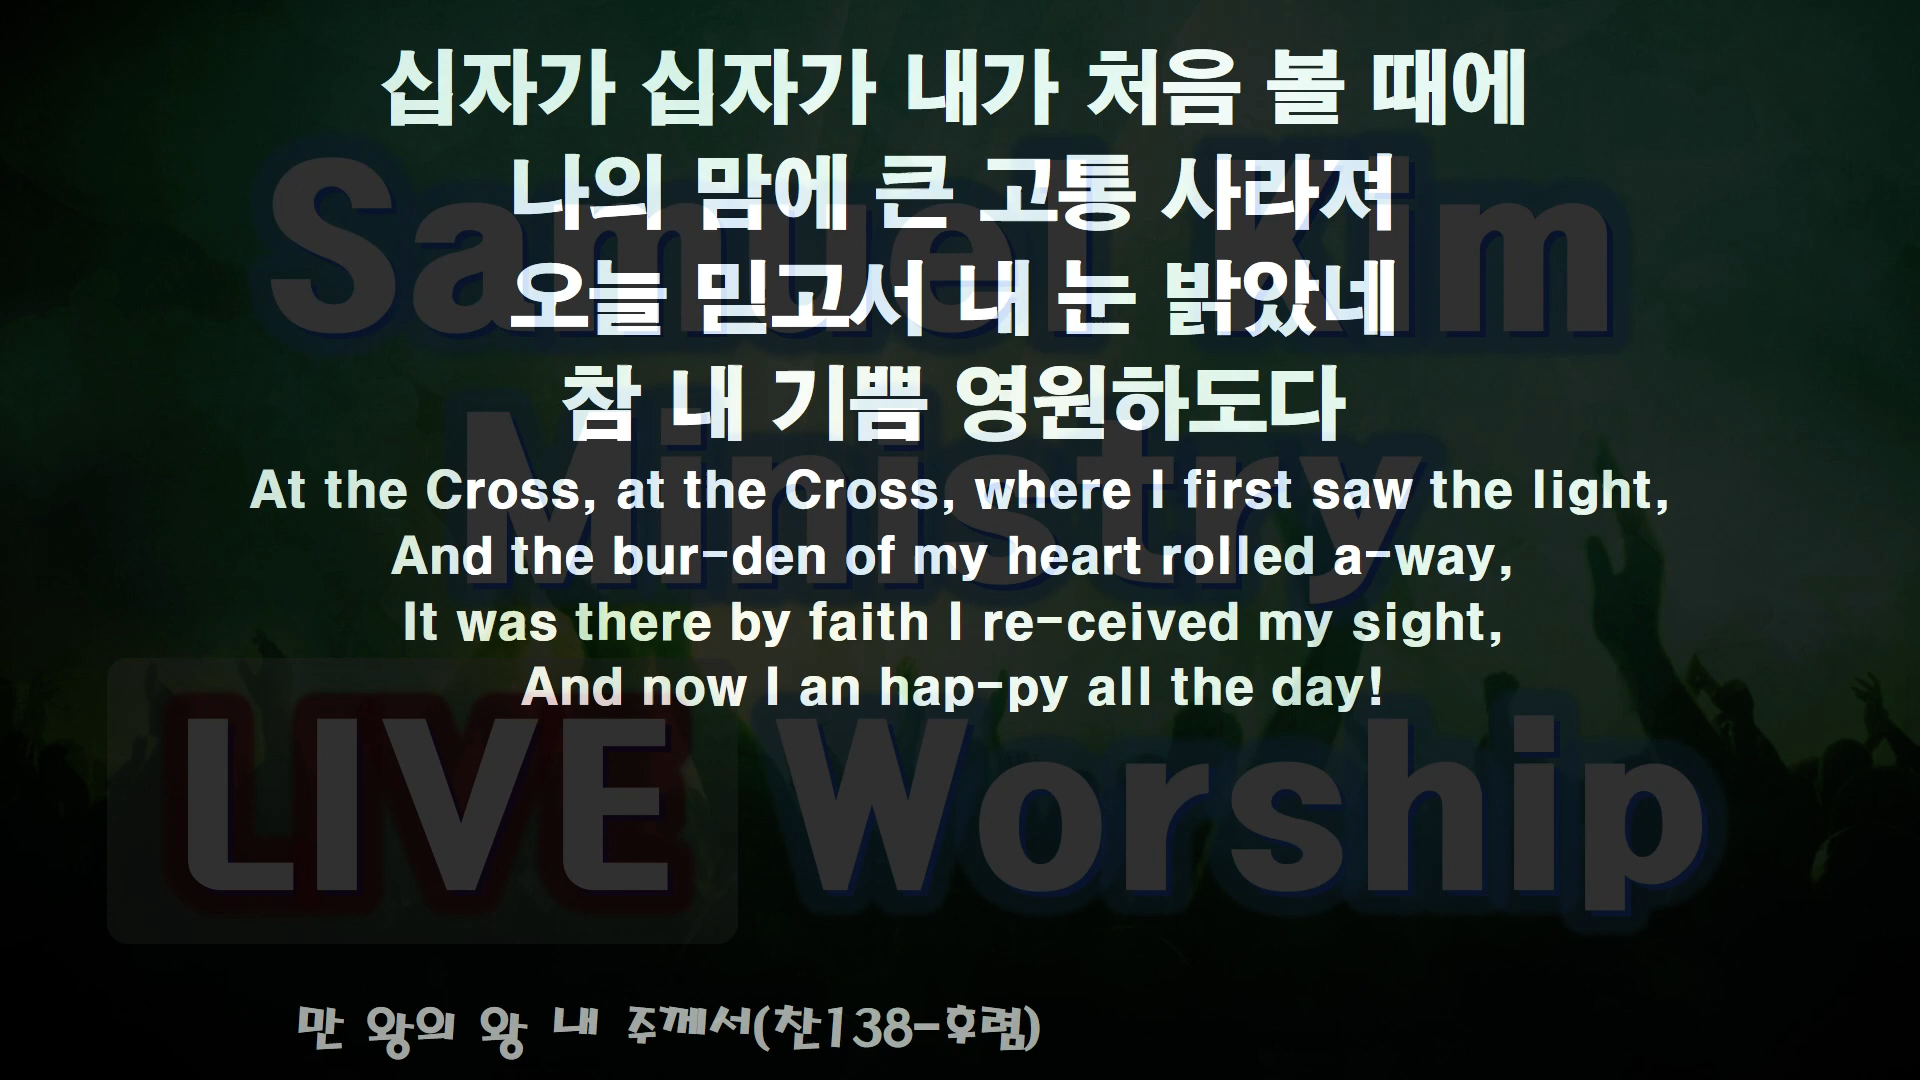 십자가 십자가 내가 처음 볼 때에
나의 맘에 큰 고통 사라져
오늘 믿고서 내 눈 밝았네
참 내 기쁨 영원하도다
At the Cross, at the Cross, where I first saw the light,
And the bur-den of my heart rolled a-way,
It was there by faith I re-ceived my sight,
And now I an hap-py all the day!
Samuel Kim
Ministry
LIVE Worship
만 왕의 왕 내 주께서(찬138-후렴)